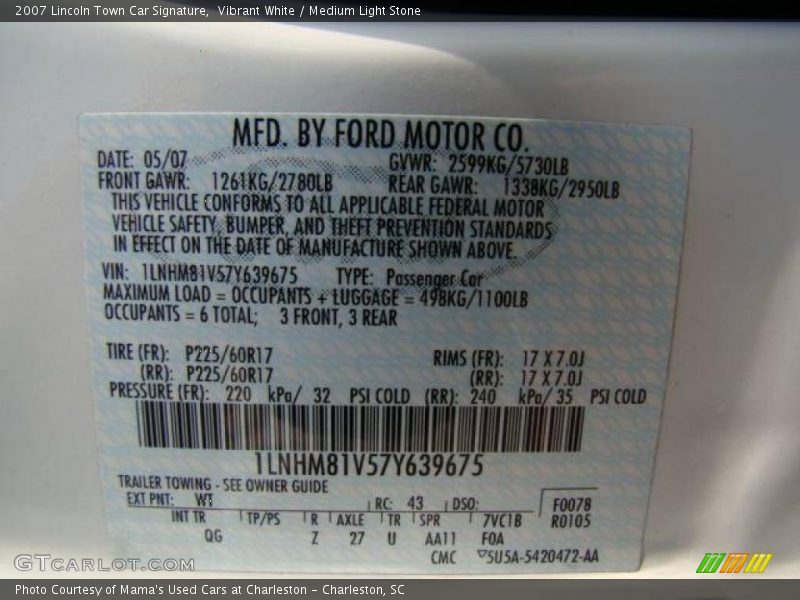 2007 Lincoln Town Car Signature, Vibrant White / Medium Light Stone
MFD. BY FORD MOTOR CO.
DATE: 05/07 GVWR: 2599KG/5730LB
FRONT GAWR: 1261KG/2780LB REAR GAWR: 1338KG/2950LB
THIS VEHICLE CONFORMS TO ALL APPLICABLE FEDERAL MOTOR
VEHICLE SAFETY, BUMPER, AND THEFT PREVENTION STANDARDS
IN EFFECT ON THE DATE OF MANUFACTURE SHOWN ABOVE.
VIN: 1LNHM81V57Y639675 TYPE: Passenger Car
MAXIMUM LOAD = OCCUPANTS + LUGGAGE = 498KG/1100LB
OCCUPANTS = 6 TOTAL; 3 FRONT, 3 REAR
TIRE (FR): P225/60R17 RIMS (FR): 17 X 7.0J
(RR): P225/60R17 (RR): 17 X 7.0J
PRESSURE (FR): 220 kPa/ 32 PSI COLD (RR): 240 kPa/ 35 PSI COLD
1LNHM81V57Y639675
TRAILER TOWING - SEE OWNER GUIDE
EXT PNT: WT RC: 43 DSO: F0078
INT TR TP/PS R AXLE TR SPR 7VC1B R0105
QG Z 27 U AA11 FOA
CMC ▽5U5A-5420472-AA
GTCarLot.com
Photo Courtesy of Mama's Used Cars at Charleston - Charleston, SC